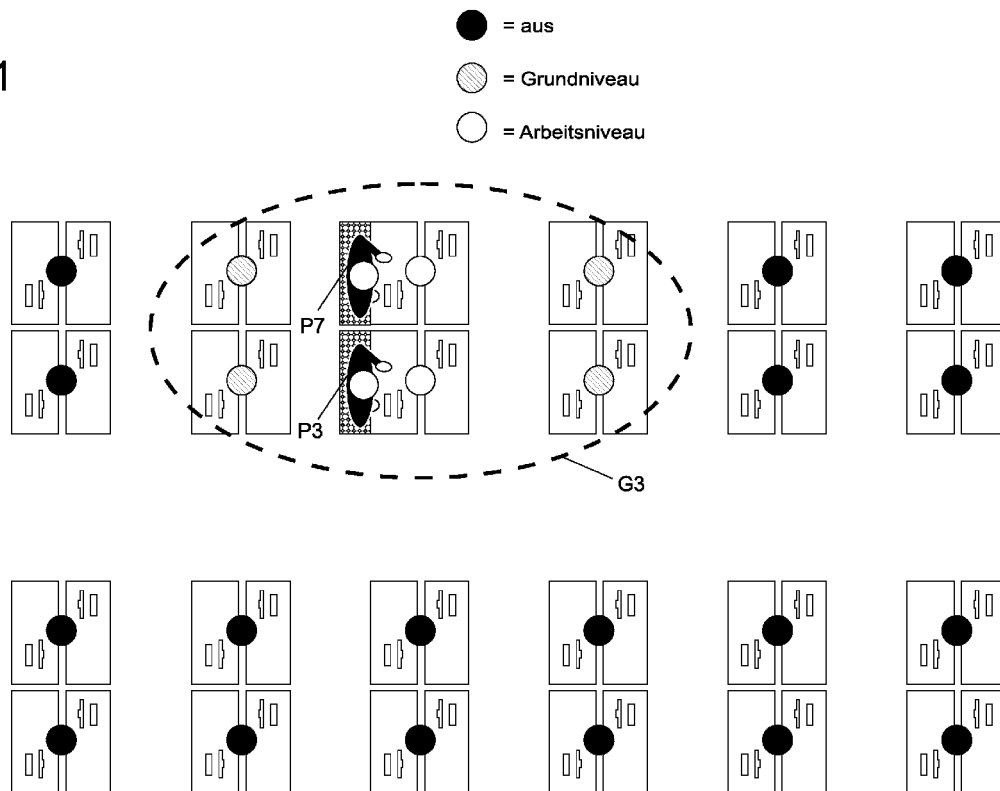 = aus
1
= Grundniveau
= Arbeitsniveau
P7
P3
G3